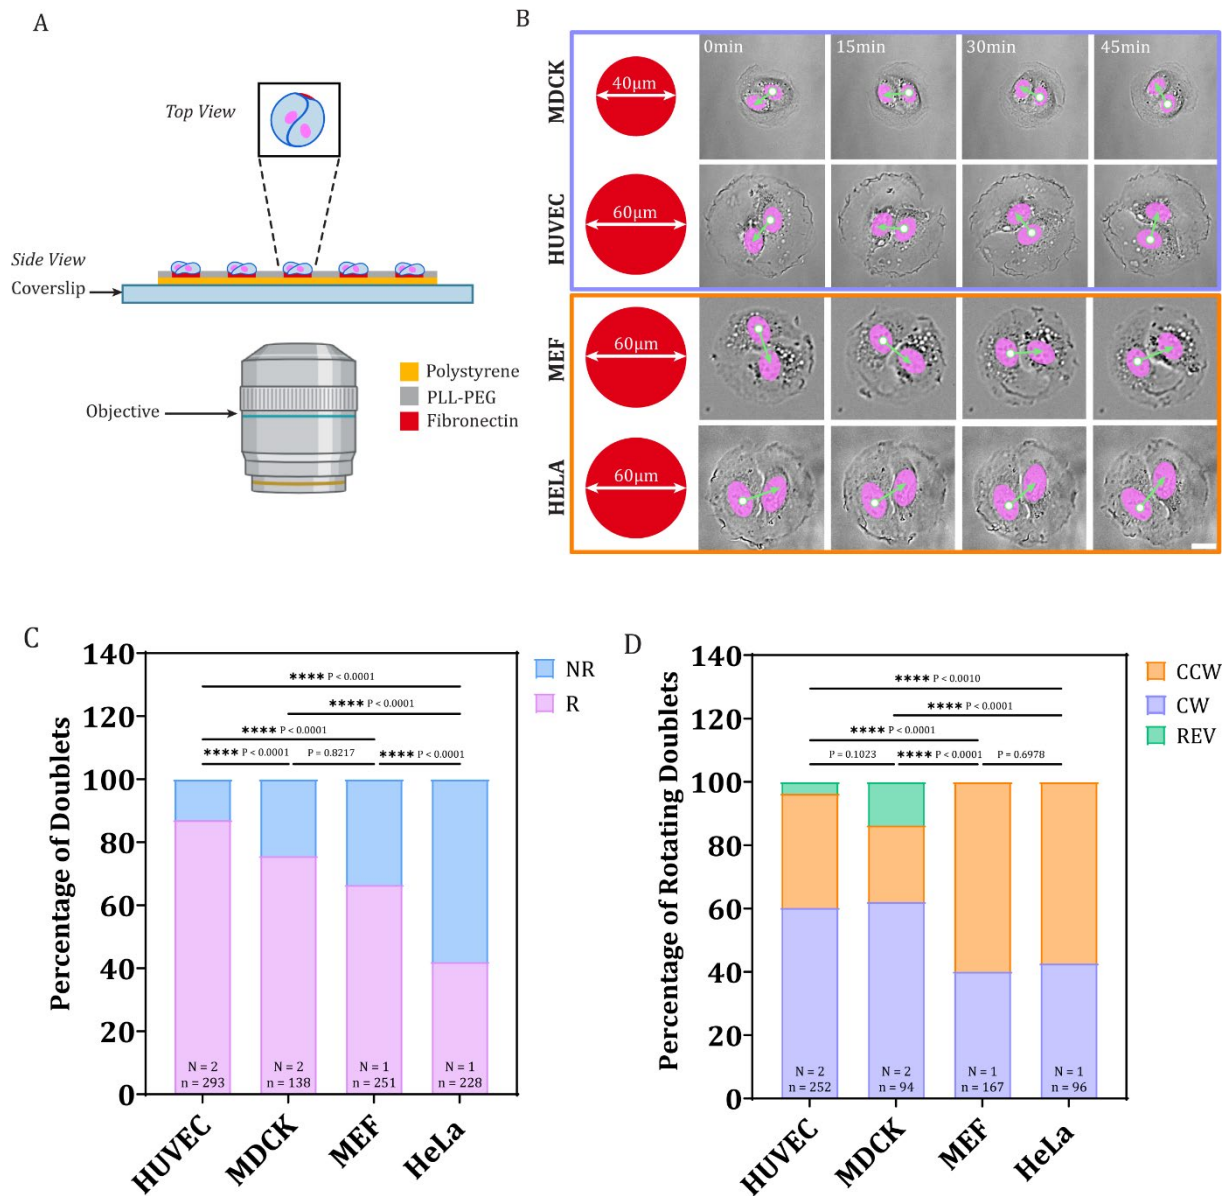 A
Top View
Side View
Coverslip
Objective
Polystyrene
PLL-PEG
Fibronectin
B
0min
15min
30min
45min
MDCK
40μm
HUVEC
60μm
MEF
60μm
HELA
60μm
C
Percentage of Doublets
140
120
100
80
60
40
20
0
NR
R
**** P < 0.0001
**** P < 0.0001
**** P < 0.0001
**** P < 0.0001
P = 0.8217
**** P < 0.0001
N = 2
n = 293
N = 2
n = 138
N = 1
n = 251
N = 1
n = 228
HUVEC
MDCK
MEF
HeLa
D
Percentage of Rotating Doublets
140
120
100
80
60
40
20
0
CCW
CW
REV
**** P < 0.0010
**** P < 0.0001
**** P < 0.0001
P = 0.1023
**** P < 0.0001
P = 0.6978
N = 2
n = 252
N = 2
n = 94
N = 1
n = 167
N = 1
n = 96
HUVEC
MDCK
MEF
HeLa